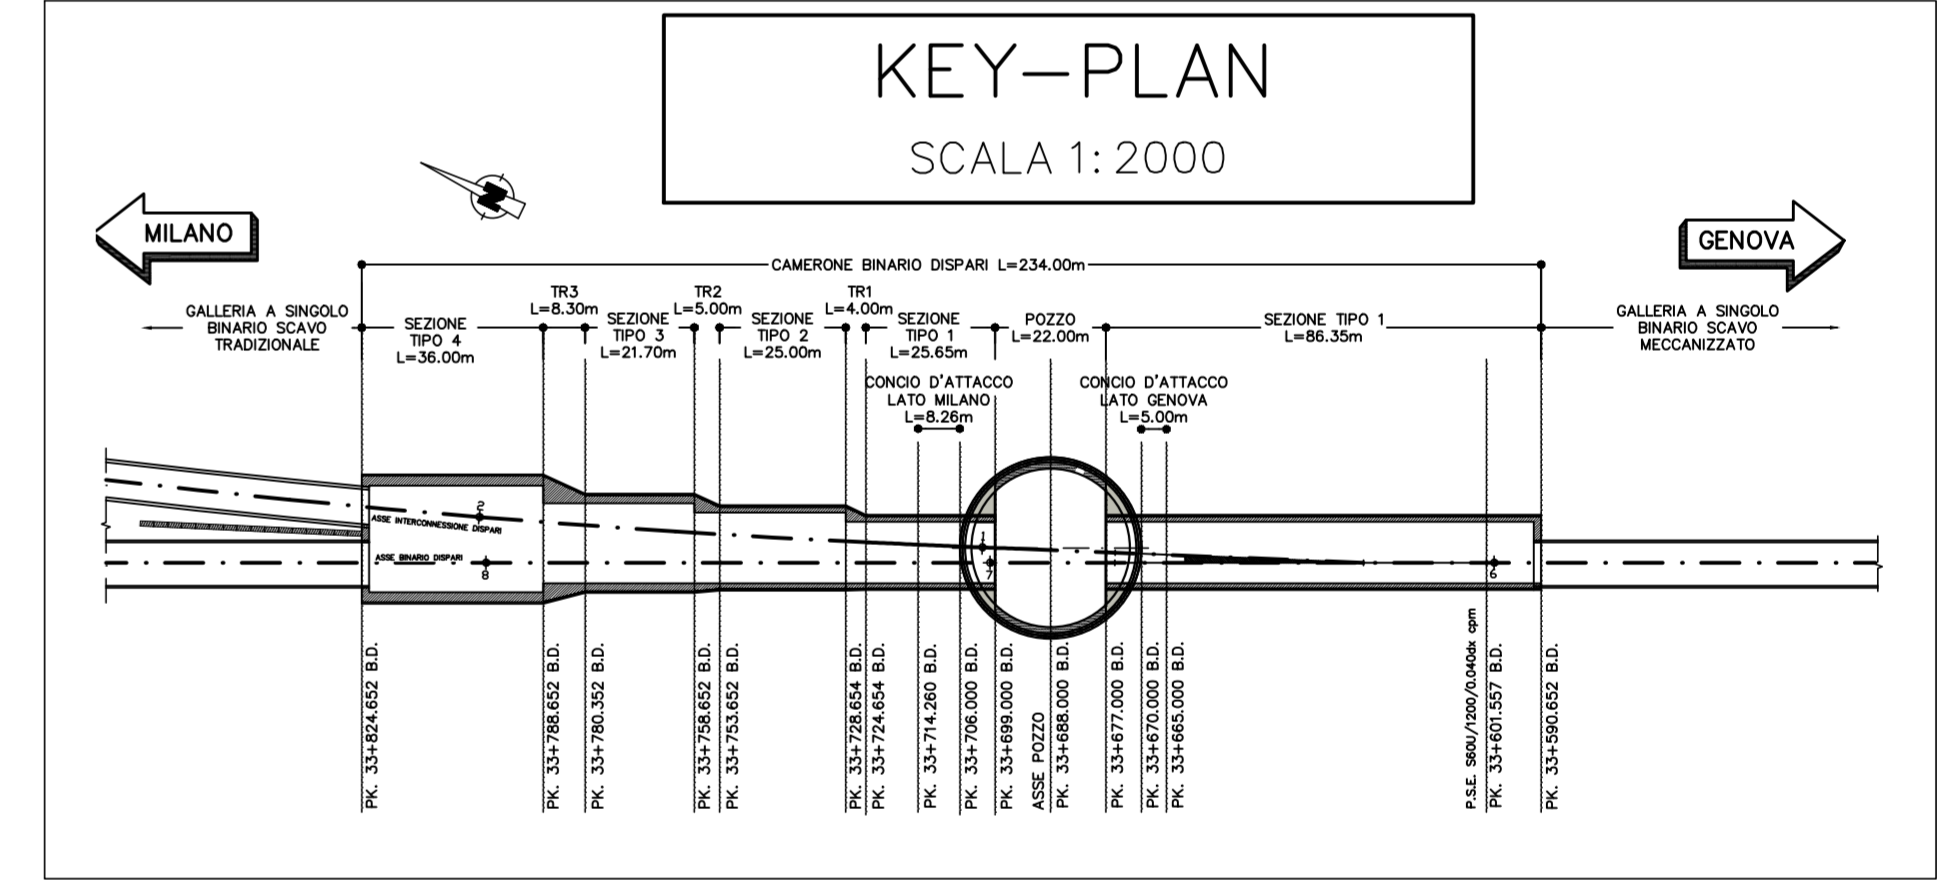 KEY-PLAN
SCALA 1:2000
N
MILANO
GENOVA
CAMERONE BINARIO DISPARI L=234.00m
GALLERIA A SINGOLO
BINARIO SCAVO
TRADIZIONALE
SEZIONE
TIPO 4
L=36.00m
TR3
L=8.30m
SEZIONE
TIPO 3
L=21.70m
TR2
L=5.00m
SEZIONE
TIPO 2
L=25.00m
TR1
L=4.00m
SEZIONE
TIPO 1
L=25.65m
POZZO
L=22.00m
SEZIONE TIPO 1
L=86.35m
GALLERIA A SINGOLO
BINARIO SCAVO
MECCANIZZATO
CONCIO D'ATTACCO
LATO MILANO
L=8.26m
CONCIO D'ATTACCO
LATO GENOVA
L=5.00m
2
ASSE INTERCONNESSIONE DISPARI
ASSE BINARIO DISPARI
8
1
7
6
PK. 33+824.652 B.D.
PK. 33+788.652 B.D.
PK. 33+780.352 B.D.
PK. 33+758.652 B.D.
PK. 33+753.652 B.D.
PK. 33+728.654 B.D.
PK. 33+724.654 B.D.
PK. 33+714.260 B.D.
PK. 33+706.000 B.D.
PK. 33+699.000 B.D.
ASSE POZZO
PK. 33+688.000 B.D.
PK. 33+677.000 B.D.
PK. 33+670.000 B.D.
PK. 33+665.000 B.D.
P.S.E. S60U/1200/0.040dx cpm
PK. 33+601.557 B.D.
PK. 33+590.652 B.D.